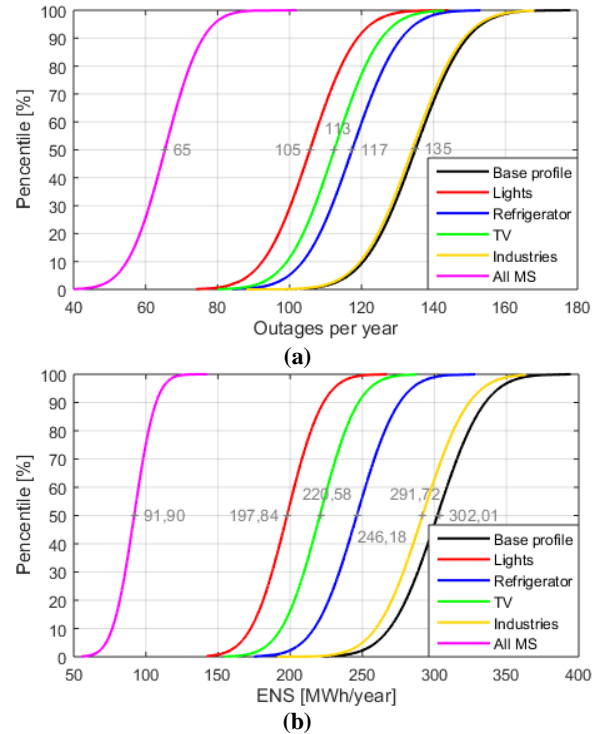 100
90
80
70
60
50
40
30
20
10
0
Pencentile [%]
65
105
113
117
135
Base profile
Lights
Refrigerator
TV
Industries
All MS
40 60 80 100 120 140 160 180
Outages per year
(a)
100
90
80
70
60
50
40
30
20
10
0
Pencentile [%]
91,90
197,84
220,58
246,18
291,72
302,01
Base profile
Lights
Refrigerator
TV
Industries
All MS
50 100 150 200 250 300 350 400
ENS [MWh/year]
(b)